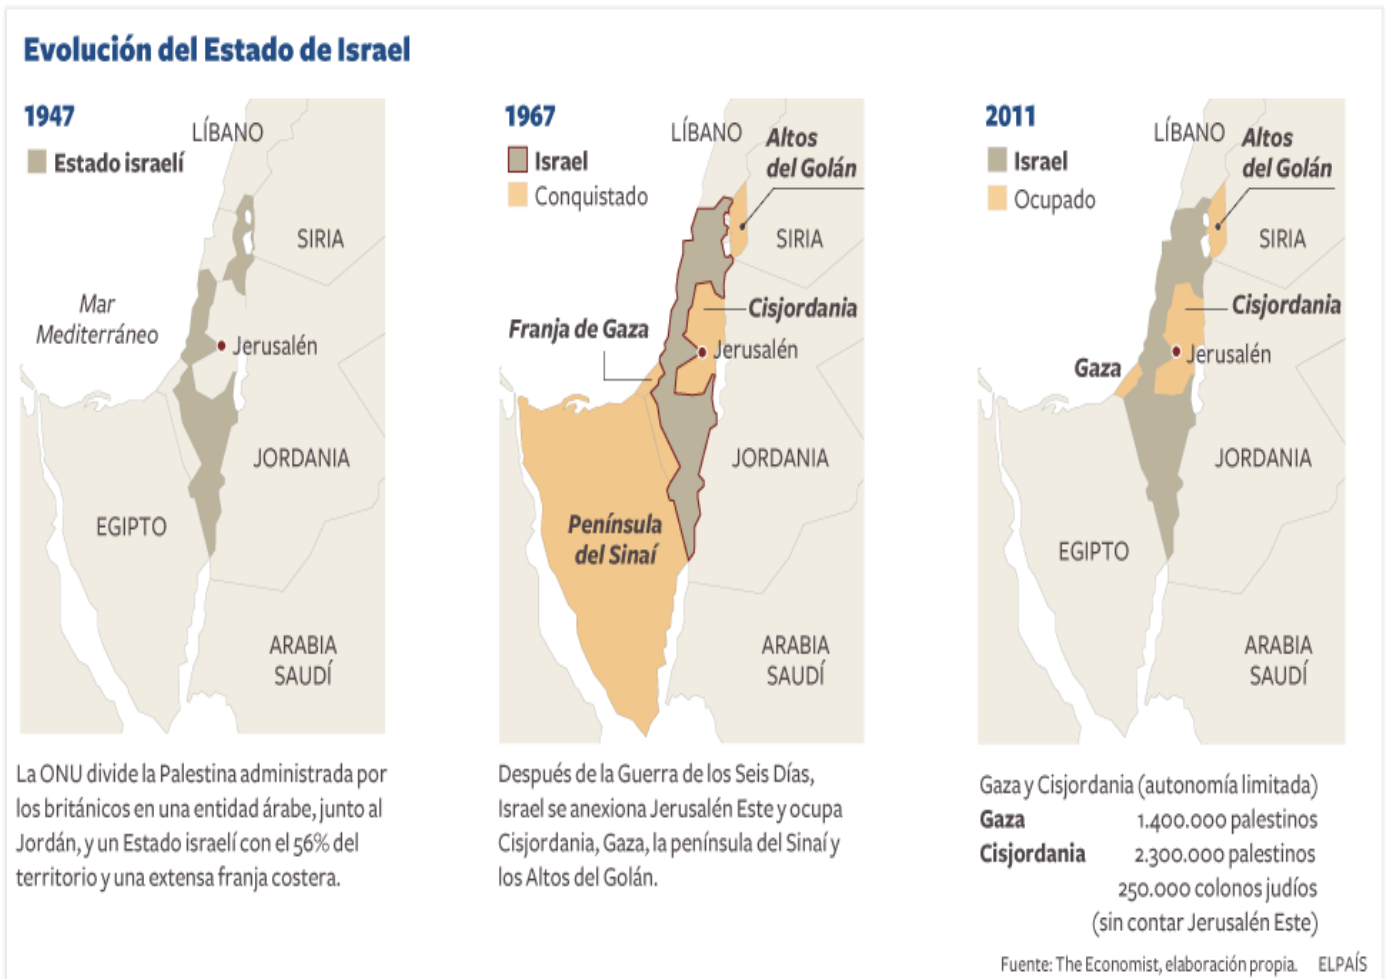 Evolución del Estado de Israel
1947
Estado israelí
LÍBANO
SIRIA
Mar
Mediterráneo
Jerusalén
JORDANIA
EGIPTO
ARABIA
SAUDÍ
La ONU divide la Palestina administrada por
los británicos en una entidad árabe, junto al
Jordán, y un Estado israelí con el 56% del
territorio y una extensa franja costera.
1967
Israel
Conquistado
LÍBANO
Altos
del Golán
SIRIA
Cisjordania
Franja de Gaza
Jerusalén
JORDANIA
Península
del Sinaí
ARABIA
SAUDÍ
Después de la Guerra de los Seis Días,
Israel se anexiona Jerusalén Este y ocupa
Cisjordania, Gaza, la península del Sinaí y
los Altos del Golán.
2011
Israel
Ocupado
LÍBANO
Altos
del Golán
SIRIA
Cisjordania
Jerusalén
Gaza
JORDANIA
EGIPTO
ARABIA
SAUDÍ
Gaza y Cisjordania (autonomía limitada)
Gaza 1.400.000 palestinos
Cisjordania 2.300.000 palestinos
250.000 colonos judíos
(sin contar Jerusalén Este)
Fuente: The Economist, elaboración propia. EL PAÍS